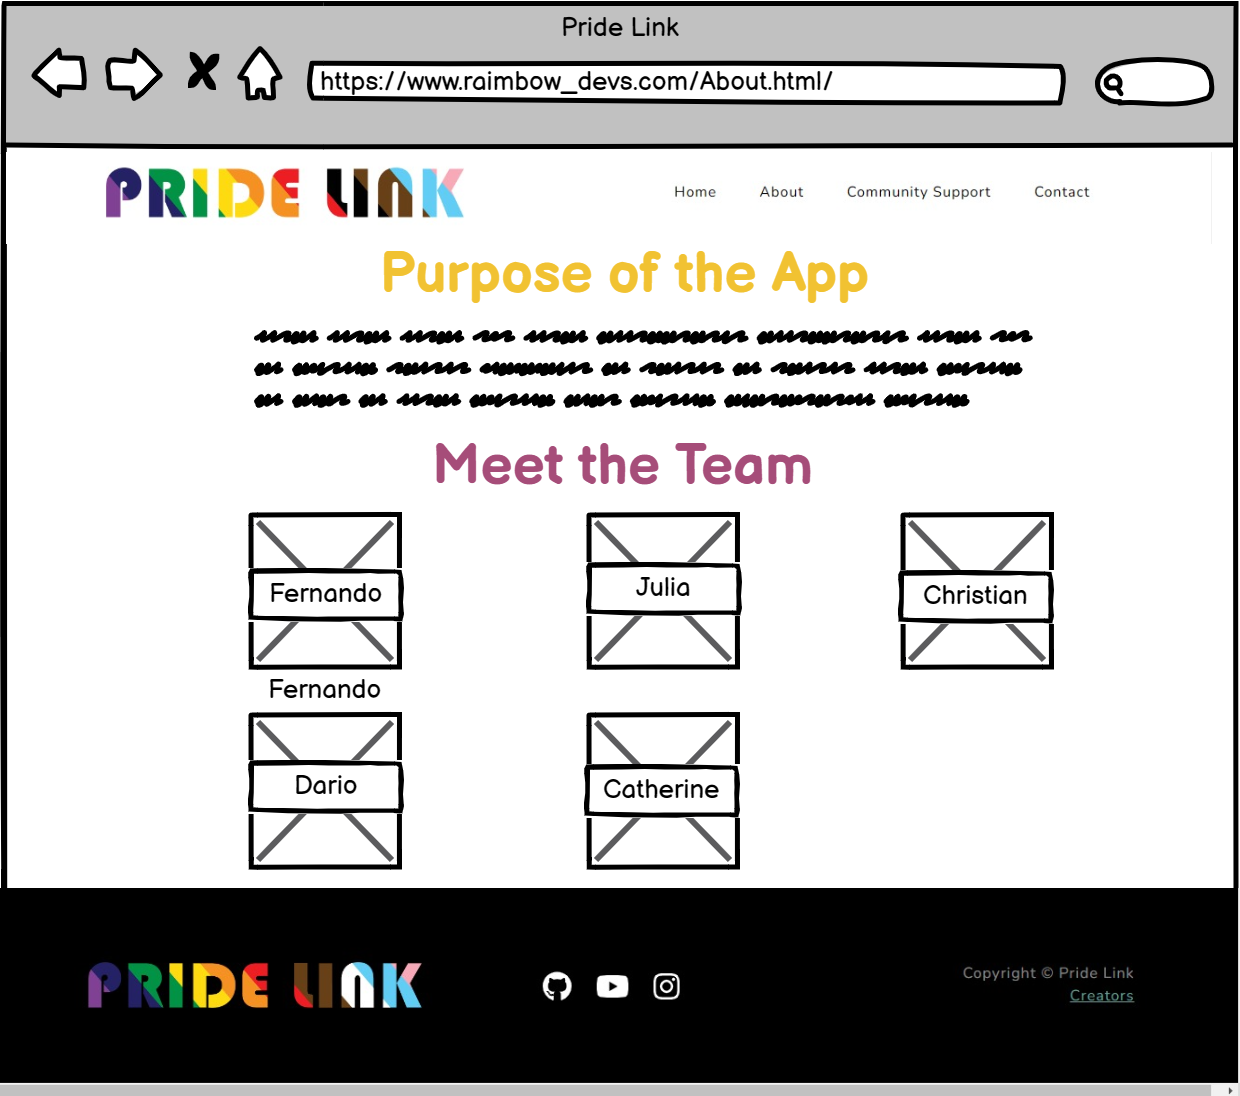 Pride Link
https://www.raimbow_devs.com/About.html/
PRIDE LINK
Home About Community Support Contact
Purpose of the App
Meet the Team
Fernando Julia Christian
Fernando
Dario Catherine
PRIDE LINK
Copyright © Pride Link
Creators